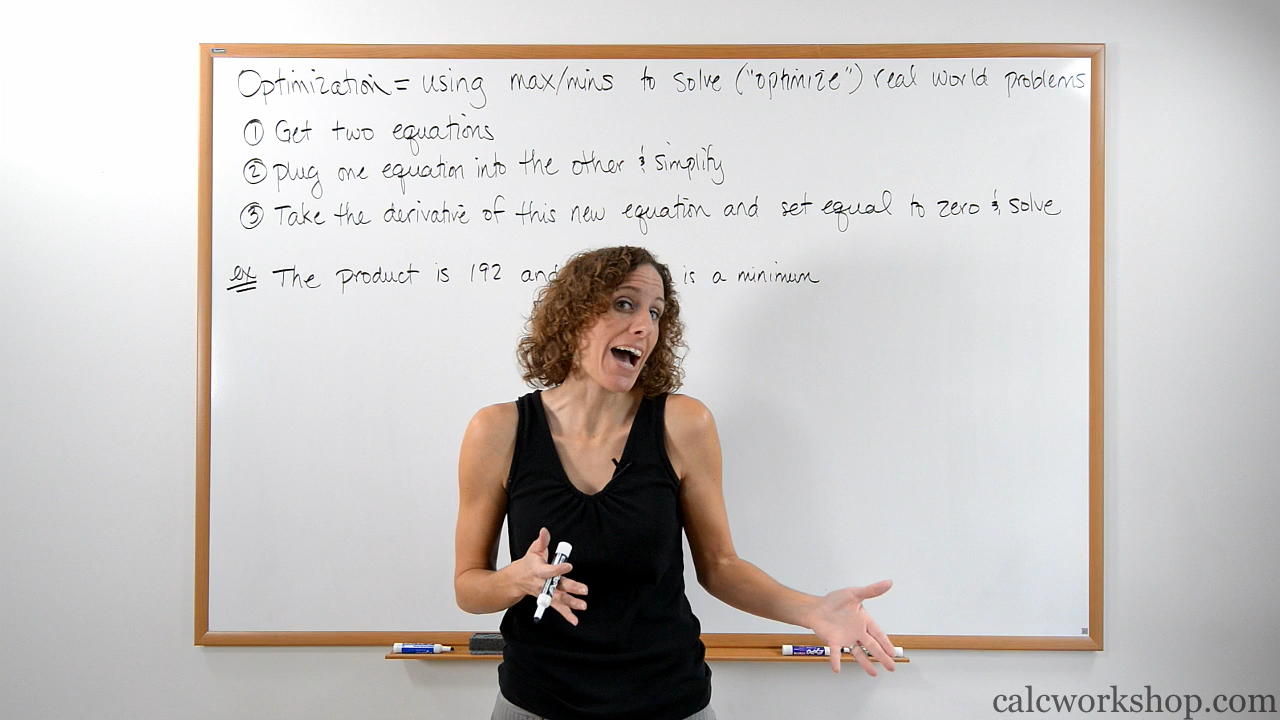 Optimization = using max/mins to solve ("optimize") real world problems
① Get two equations
② plug one equation into the other & simplify
③ Take the derivative of this new equation and set equal to zero & solve
ex The product is 192 and is a minimum
calcworkshop.com